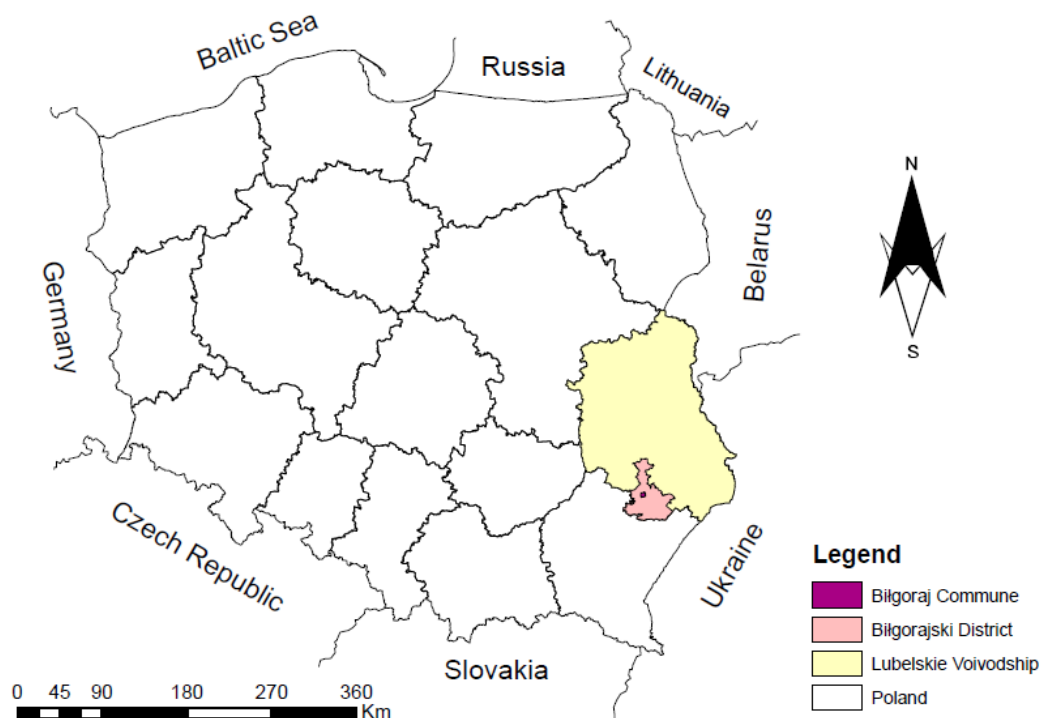 Baltic Sea
Russia
Lithuania
N
Belarus
Germany
S
Czech Republic
Ukraine
Slovakia
Legend
Biłgoraj Commune
Biłgorajski District
Lubelskie Voivodship
Poland
0 45 90 180 270 360
Km